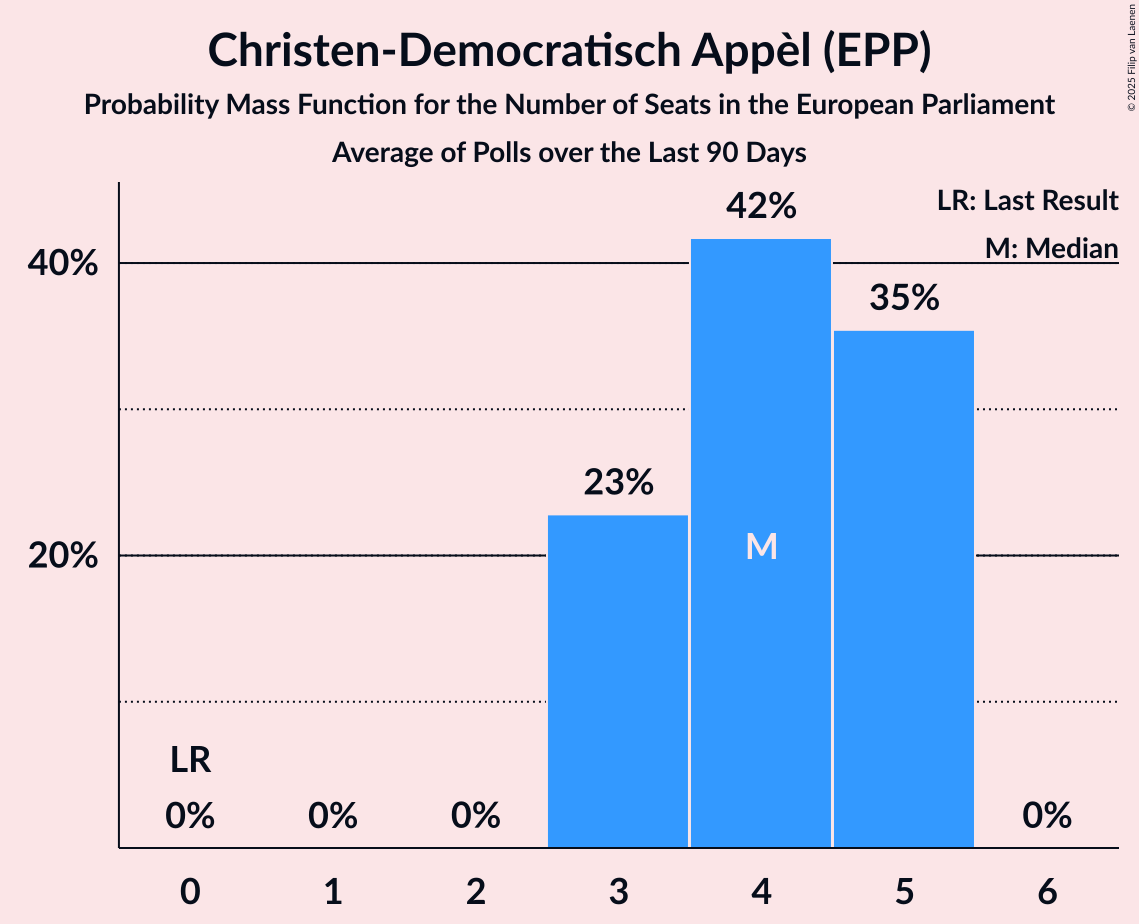 Christen-Democratisch Appèl (EPP)
Probability Mass Function for the Number of Seats in the European Parliament
Average of Polls over the Last 90 Days
© 2025 Filip van Laenen
LR: Last Result
M: Median
42%
40%
35%
23%
20%
M
LR
0%
0%
0%
0%
0 1 2 3 4 5 6